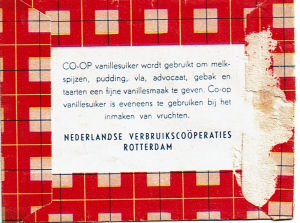 CO-OP vanillesuiker wordt gebruikt om melk-
spijzen, pudding, vla, advocaat, gebak en
taarten een fijne vanillesmaak te geven. Co-op
vanillesuiker is eveneens te gebruiken bij het
inmaken van vruchten.
NEDERLANDSE VERBRUIKSCOÖPERATIES
ROTTERDAM